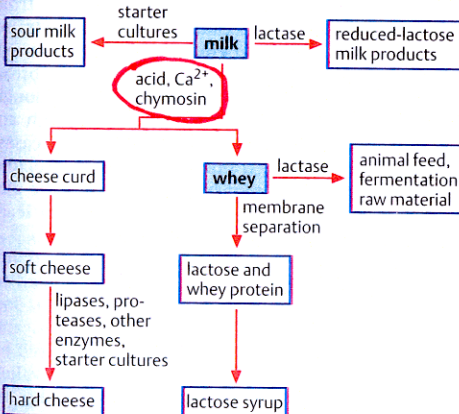 starter
cultures
sour milk
products
milk
lactase
reduced-lactose
milk products
acid, Ca²⁺,
chymosin
cheese curd
whey
lactase
animal feed,
fermentation
raw material
membrane
separation
soft cheese
lactose and
whey protein
lipases, pro-
teases, other
enzymes,
starter cultures
hard cheese
lactose syrup